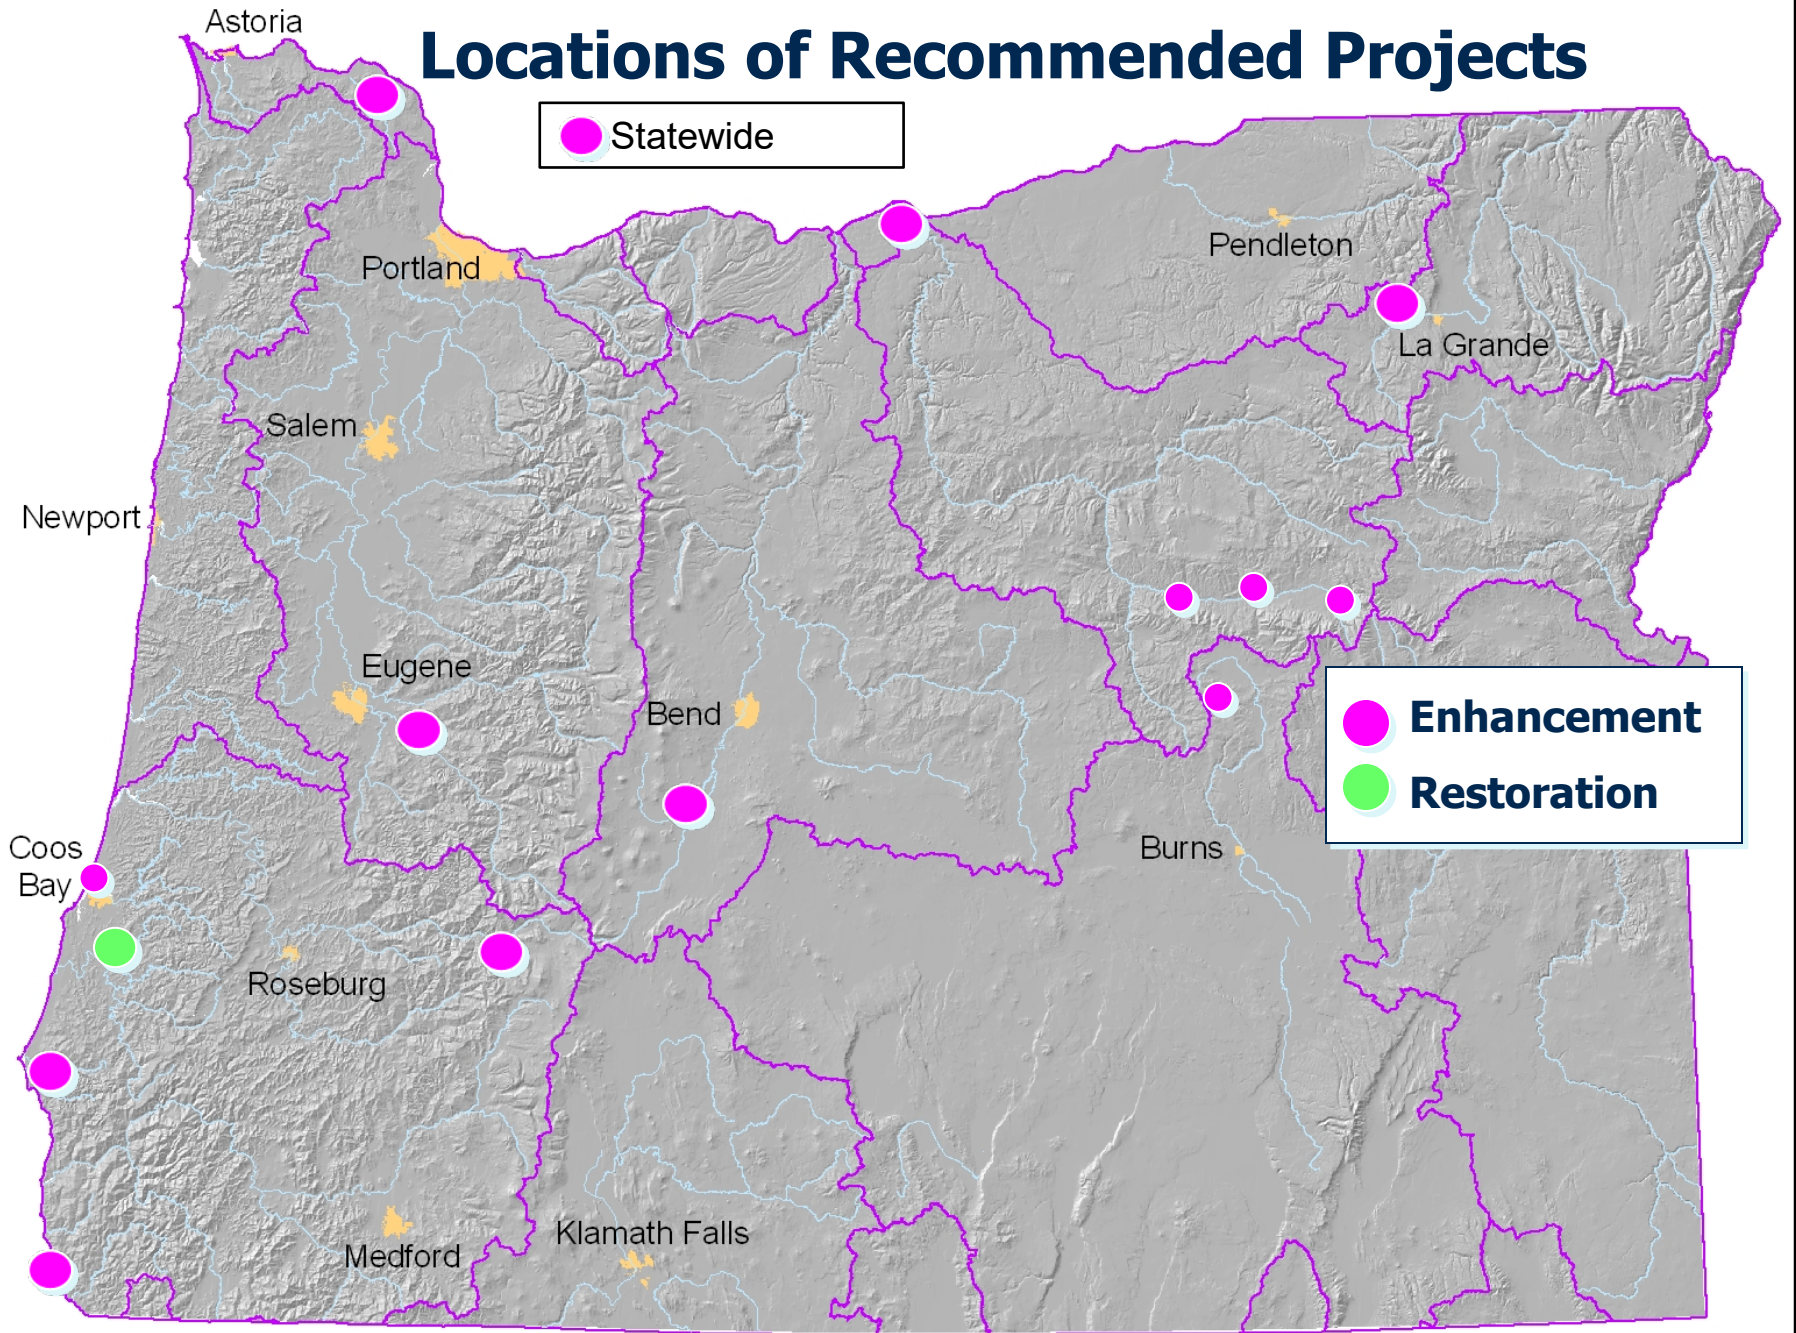 Astoria
Locations of Recommended Projects
Statewide
Pendleton
Portland
La Grande
Salem
Newport
Eugene
Bend
Enhancement
Restoration
Coos
Bay
Burns
Roseburg
Klamath Falls
Medford